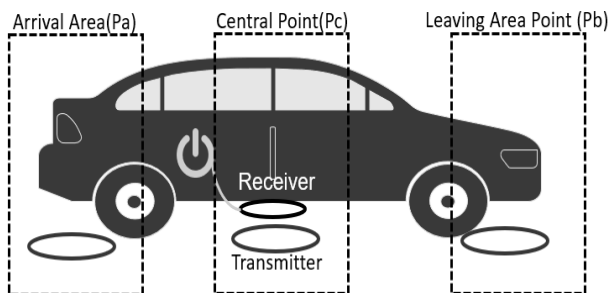 Arrival Area(Pa)
Central Point(Pc)
Leaving Area Point (Pb)
Receiver
Transmitter